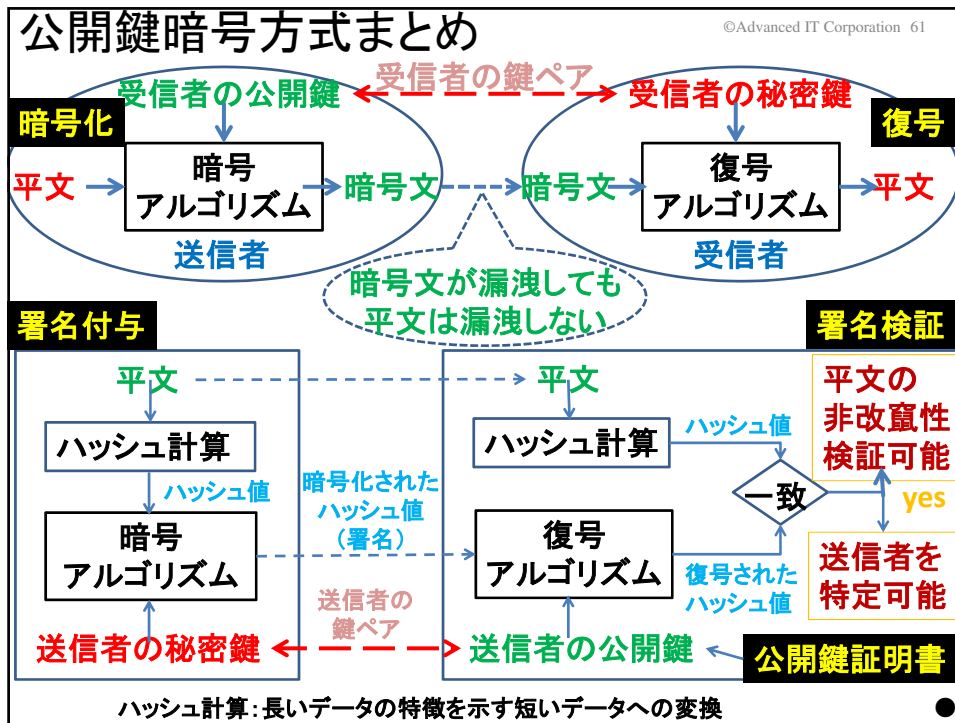 公開鍵暗号方式まとめ
©Advanced IT Corporation 61
受信者の鍵ペア
受信者の公開鍵
受信者の秘密鍵
暗号化
復号
平文
暗号
アルゴリズム
暗号文
暗号文
復号
アルゴリズム
平文
送信者
受信者
暗号文が漏洩しても
平文は漏洩しない
署名付与
署名検証
平文
平文
平文の
非改竄性
検証可能
ハッシュ計算
ハッシュ計算
ハッシュ値
ハッシュ値
暗号化された
ハッシュ値
（署名）
一致
yes
暗号
アルゴリズム
復号
アルゴリズム
復号された
ハッシュ値
送信者を
特定可能
送信者の
鍵ペア
送信者の秘密鍵
送信者の公開鍵
公開鍵証明書
ハッシュ計算：長いデータの特徴を示す短いデータへの変換